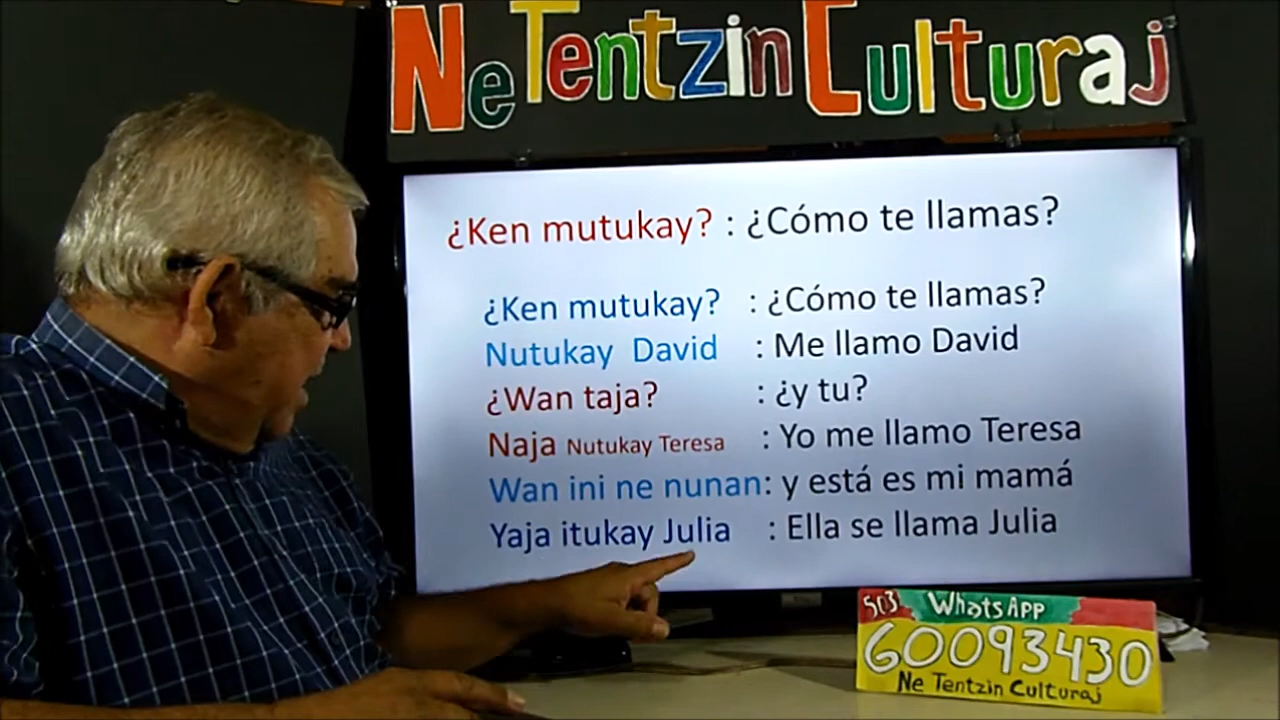 Ne Tentzin Culturaj
¿Ken mutukay? : ¿Cómo te llamas?
¿Ken mutukay? : ¿Cómo te llamas?
Nutukay David : Me llamo David
¿Wan taja? : ¿y tu?
Naja Nutukay Teresa : Yo me llamo Teresa
Wan ini ne nunan: y está es mi mamá
Yaja itukay Julia : Ella se llama Julia
503 WhatsApp
60093430
Ne Tentzin Culturaj